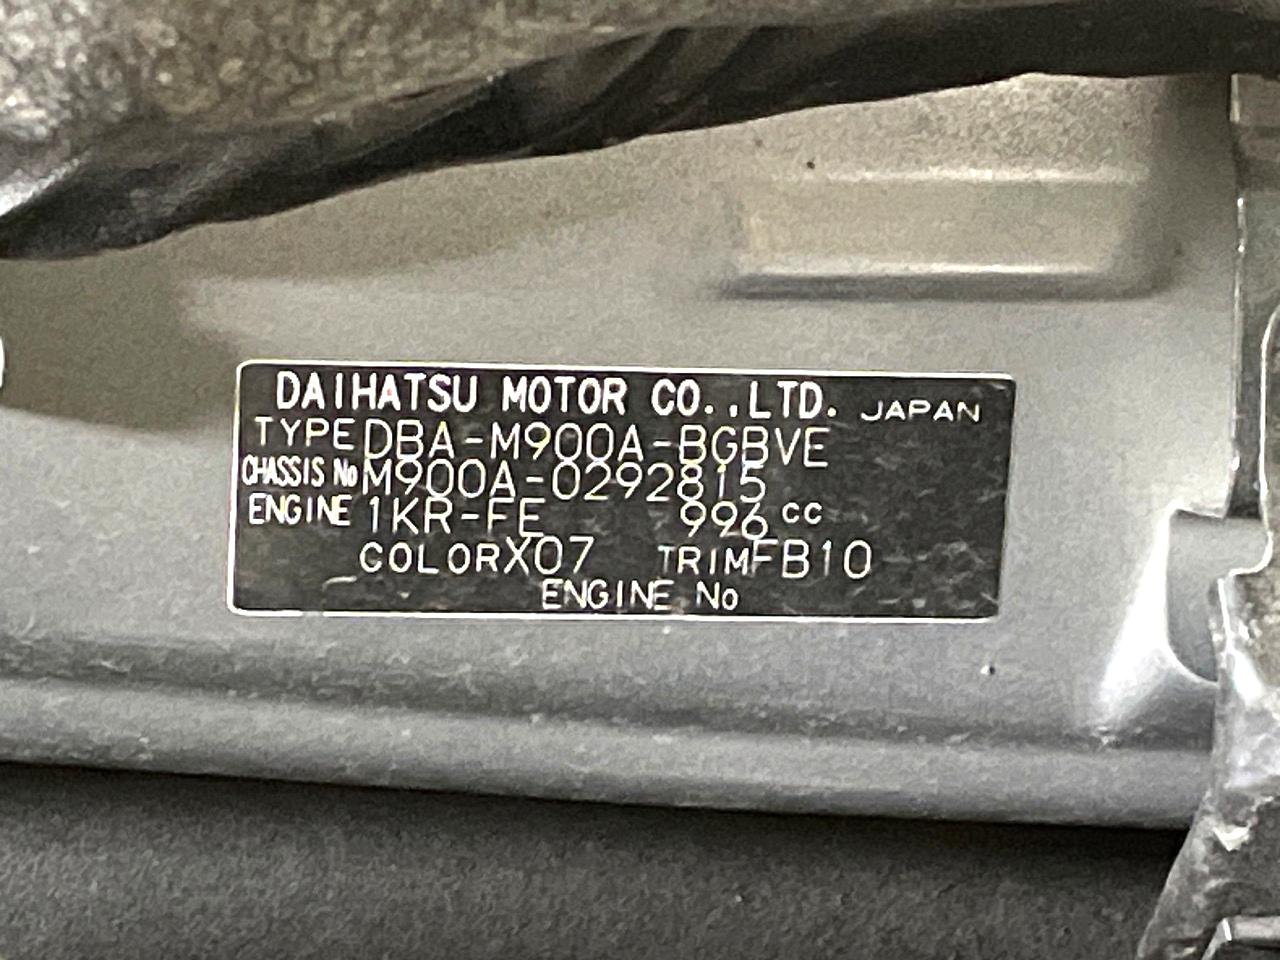 DAIHATSU MOTOR CO.,LTD. JAPAN
TYPE DBA-M900A-BGBVE
CHASSIS No M900A-0292815
ENGINE 1KR-FE 996 cc
COLOR X07 TRIM FB10
ENGINE No